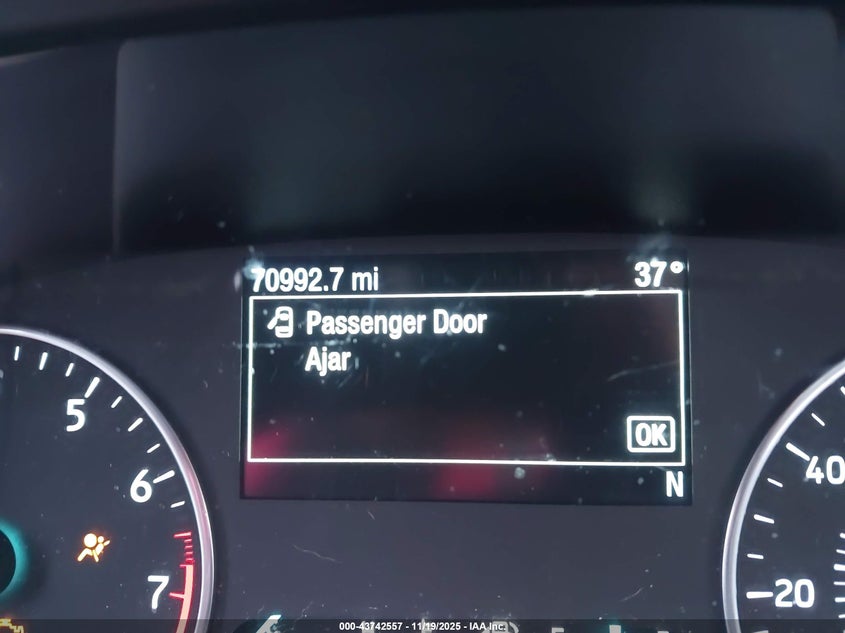 70992.7 mi 37°
Passenger Door
Ajar
OK
N
5
6
7
40
20
000-43742557 - 11/19/2025 - IAA Inc.